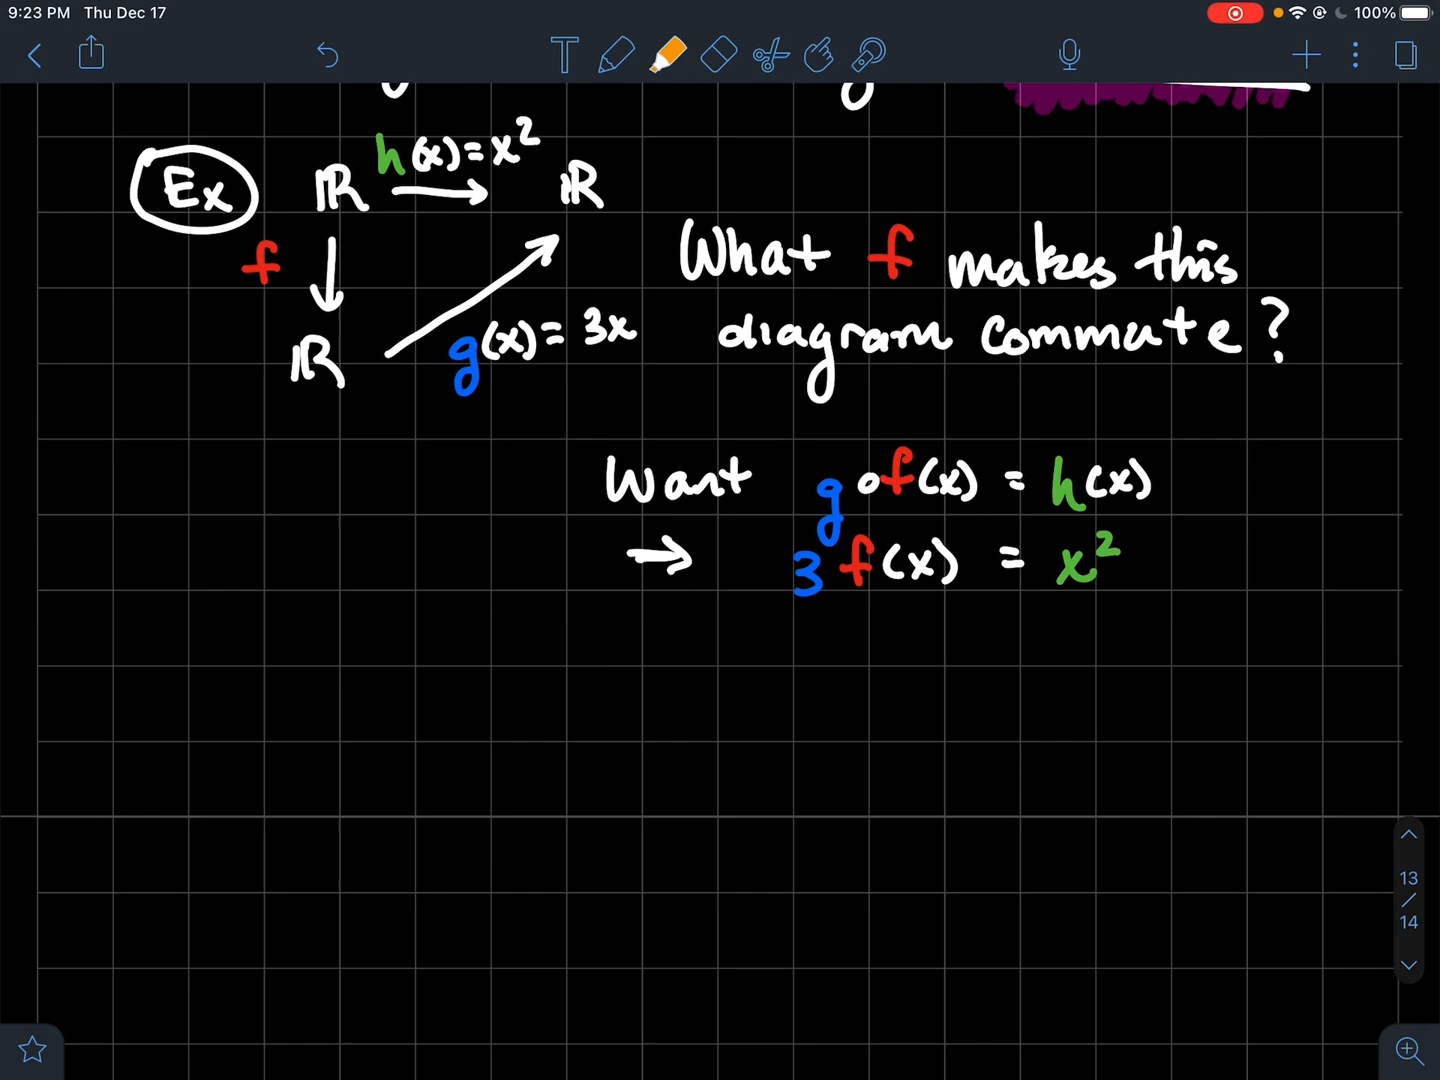 9:23 PM Thu Dec 17
100%
Ex ℝ h(x)=x² ℝ
f
What f makes this
ℝ g(x)=3x diagram commute?
Want g∘f(x) = h(x)
→ 3f(x) = x²
13
/
14